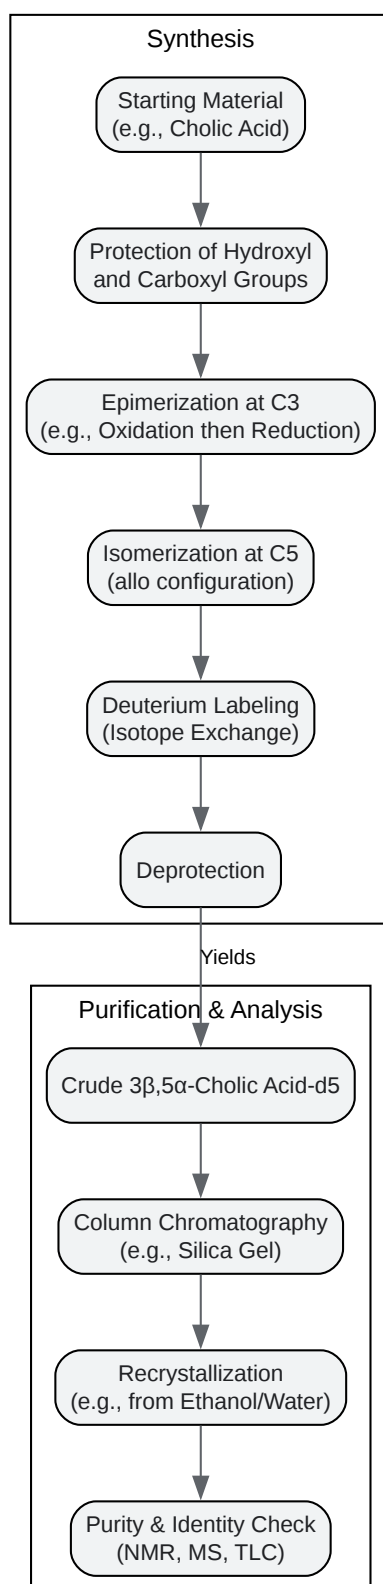 Synthesis
Starting Material
(e.g., Cholic Acid)
Protection of Hydroxyl
and Carboxyl Groups
Epimerization at C3
(e.g., Oxidation then Reduction)
Isomerization at C5
(allo configuration)
Deuterium Labeling
(Isotope Exchange)
Deprotection
Yields
Purification & Analysis
Crude 3β,5α-Cholic Acid-d5
Column Chromatography
(e.g., Silica Gel)
Recrystallization
(e.g., from Ethanol/Water)
Purity & Identity Check
(NMR, MS, TLC)